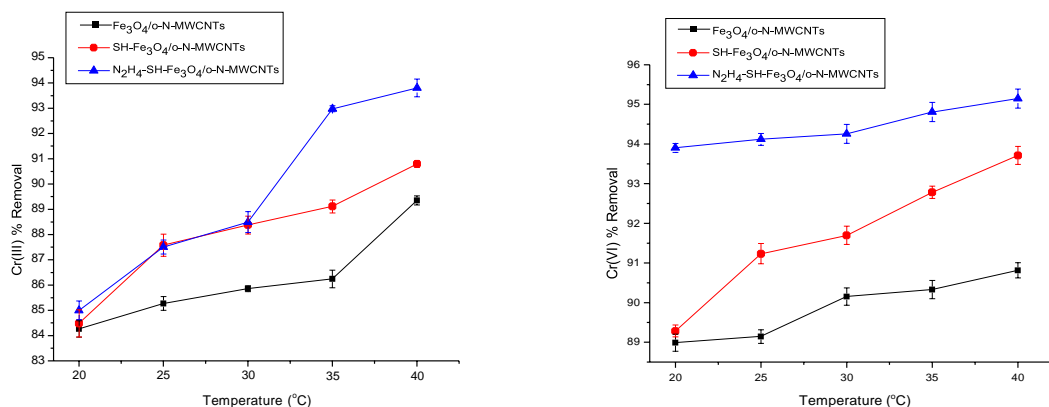 Fe3O4/o-N-MWCNTs
SH-Fe3O4/o-N-MWCNTs
N2H4-SH-Fe3O4/o-N-MWCNTs
95
94
93
92
91
90
89
88
87
86
85
84
83
Cr(III) % Removal
20 25 30 35 40
Temperature (°C)
Fe3O4/o-N-MWCNTs
SH-Fe3O4/o-N-MWCNTs
N2H4-SH-Fe3O4/o-N-MWCNTs
96
95
94
93
92
91
90
89
Cr(VI) % Removal
20 25 30 35 40
Temperature (°C)